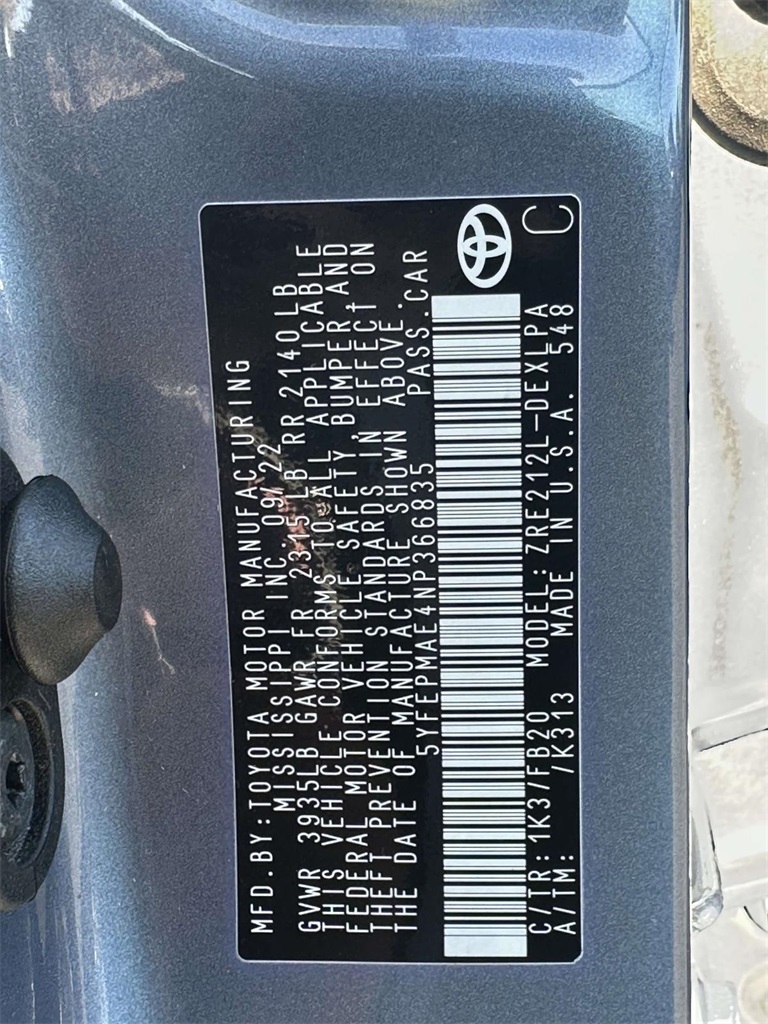 MFD.BY:TOYOTA MOTOR MANUFACTURING
MISSISSIPPI INC. 09/22
GVWR 3935LB GAWR FR 2315 LB RR 2140LB
THIS VEHICLE CONFORMS TO ALL APPLICABLE
FEDERAL MOTOR VEHICLE SAFETY, BUMPER AND
THEFT PREVENTION STANDARDS IN EFFECT ON
THE DATE OF MANUFACTURE SHOWN ABOVE.
5YFEPMAE4NP366835 PASS.CAR
C/TR: 1K3/FB20 MODEL: ZRE212L-DEXLPA
A/TM: /K313 MADE IN U.S.A. 548
C